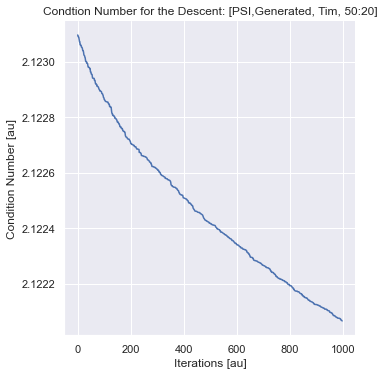 Condtion Number for the Descent: [PSI,Generated, Tim, 50:20]
Condition Number [au]
2.1230
2.1228
2.1226
2.1224
2.1222
0 200 400 600 800 1000
Iterations [au]